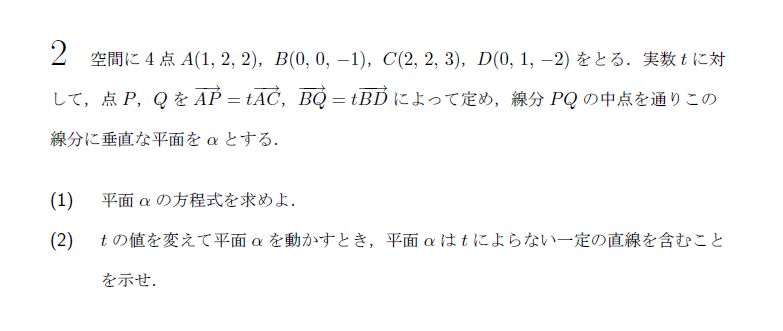 2 空間に 4 点 A(1, 2, 2)，B(0, 0, −1)，C(2, 2, 3)，D(0, 1, −2) をとる．実数 t に対
して，点 P，Q を $\overrightarrow{AP} = t\overrightarrow{AC}$，$\overrightarrow{BQ} = t\overrightarrow{BD}$ によって定め，線分 PQ の中点を通りこの
線分に垂直な平面を α とする．
(1) 平面 α の方程式を求めよ．
(2) t の値を変えて平面 α を動かすとき，平面 α は t によらない一定の直線を含むこと
を示せ．